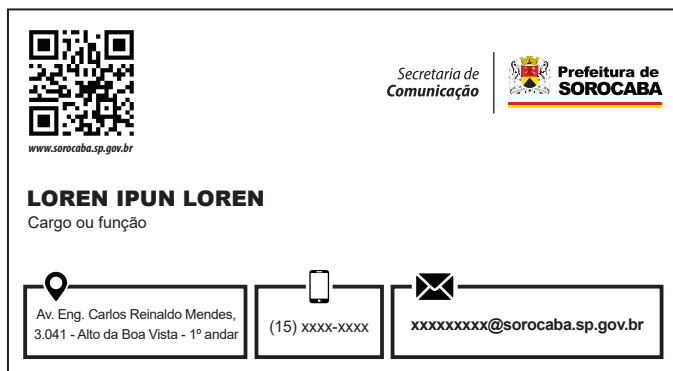 www.sorocaba.sp.gov.br
Secretaria de
Comunicação
Prefeitura de
SOROCABA
LOREN IPUN LOREN
Cargo ou função
Av. Eng. Carlos Reinaldo Mendes,
3.041 - Alto da Boa Vista - 1º andar
(15) xxxx-xxxx
xxxxxxxxx@sorocaba.sp.gov.br